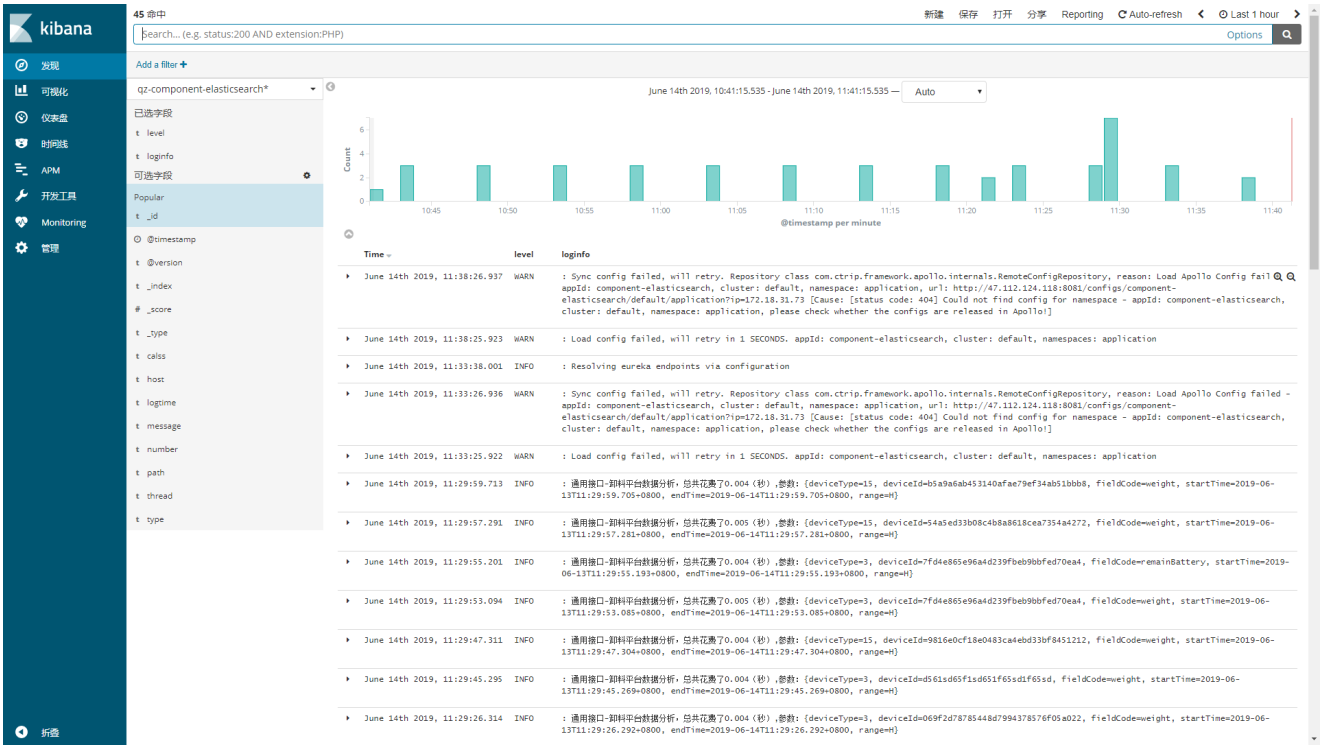 kibana
发现
可视化
仪表盘
时间线
APM
开发工具
Monitoring
管理
折叠
45 命中
新建 保存 打开 分享 Reporting Auto-refresh Last 1 hour
Search... (e.g. status:200 AND extension:PHP) Options
Add a filter +
qz-component-elasticsearch*
已选字段
t level
t loginfo
可选字段
Popular
t _id
@timestamp
t @version
t _index
# _score
t _type
t calss
t host
t logtime
t message
t number
t path
t thread
t type
June 14th 2019, 10:41:15.535 - June 14th 2019, 11:41:15.535 — Auto
Count
6
4
2
0
10:45 10:50 10:55 11:00 11:05 11:10 11:15 11:20 11:25 11:30 11:35 11:40
@timestamp per minute
Time level loginfo
June 14th 2019, 11:38:26.937 WARN : Sync config failed, will retry. Repository class com.ctrip.framework.apollo.internals.RemoteConfigRepository, reason: Load Apollo Config fail
appId: component-elasticsearch, cluster: default, namespace: application, url: http://47.112.124.118:8081/configs/component-
elasticsearch/default/application?ip=172.18.31.73 [Cause: [status code: 404] Could not find config for namespace - appId: component-elasticsearch,
cluster: default, namespace: application, please check whether the configs are released in Apollo!]
June 14th 2019, 11:38:25.923 WARN : Load config failed, will retry in 1 SECONDS. appId: component-elasticsearch, cluster: default, namespaces: application
June 14th 2019, 11:33:38.001 INFO : Resolving eureka endpoints via configuration
June 14th 2019, 11:33:26.936 WARN : Sync config failed, will retry. Repository class com.ctrip.framework.apollo.internals.RemoteConfigRepository, reason: Load Apollo Config failed -
appId: component-elasticsearch, cluster: default, namespace: application, url: http://47.112.124.118:8081/configs/component-
elasticsearch/default/application?ip=172.18.31.73 [Cause: [status code: 404] Could not find config for namespace - appId: component-elasticsearch,
cluster: default, namespace: application, please check whether the configs are released in Apollo!]
June 14th 2019, 11:33:25.922 WARN : Load config failed, will retry in 1 SECONDS. appId: component-elasticsearch, cluster: default, namespaces: application
June 14th 2019, 11:29:59.713 INFO : 通用接口-卸料平台数据分析，总共花费了0.004（秒）,参数: {deviceType=15, deviceId=b5a9a6ab453140afae79ef34ab51bbb8, fieldCode=weight, startTime=2019-06-
13T11:29:59.705+0800, endTime=2019-06-14T11:29:59.705+0800, range=H}
June 14th 2019, 11:29:57.291 INFO : 通用接口-卸料平台数据分析，总共花费了0.005（秒）,参数: {deviceType=15, deviceId=54a5ed33b08c4b8a8618cea7354a4272, fieldCode=weight, startTime=2019-06-
13T11:29:57.281+0800, endTime=2019-06-14T11:29:57.281+0800, range=H}
June 14th 2019, 11:29:55.201 INFO : 通用接口-卸料平台数据分析，总共花费了0.004（秒）,参数: {deviceType=3, deviceId=7fd4e865e96a4d239fbeb9bbfed70ea4, fieldCode=remainBattery, startTime=2019-
06-13T11:29:55.193+0800, endTime=2019-06-14T11:29:55.193+0800, range=H}
June 14th 2019, 11:29:53.094 INFO : 通用接口-卸料平台数据分析，总共花费了0.005（秒）,参数: {deviceType=3, deviceId=7fd4e865e96a4d239fbeb9bbfed70ea4, fieldCode=weight, startTime=2019-06-
13T11:29:53.085+0800, endTime=2019-06-14T11:29:53.085+0800, range=H}
June 14th 2019, 11:29:47.311 INFO : 通用接口-卸料平台数据分析，总共花费了0.004（秒）,参数: {deviceType=15, deviceId=9816e0cf18e0483ca4ebd33bf8451212, fieldCode=weight, startTime=2019-06-
13T11:29:47.304+0800, endTime=2019-06-14T11:29:47.304+0800, range=H}
June 14th 2019, 11:29:45.295 INFO : 通用接口-卸料平台数据分析，总共花费了0.004（秒）,参数: {deviceType=3, deviceId=d561sd65f1sd651f65sd1f65sd, fieldCode=weight, startTime=2019-06-
13T11:29:45.269+0800, endTime=2019-06-14T11:29:45.269+0800, range=H}
June 14th 2019, 11:29:26.314 INFO : 通用接口-卸料平台数据分析，总共花费了0.004（秒）,参数: {deviceType=3, deviceId=069f2d78785448d7994378576f05a022, fieldCode=weight, startTime=2019-06-
13T11:29:26.292+0800, endTime=2019-06-14T11:29:26.292+0800, range=H}